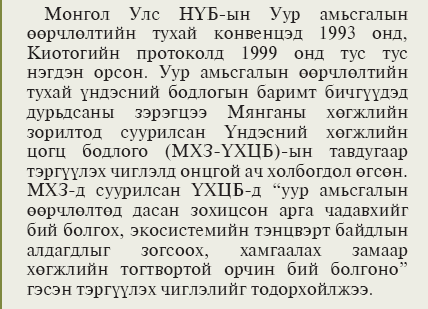 Монгол Улс НҮБ-ын Уур амьсгалын
өөрчлөлтийн тухай конвенцэд 1993 онд,
Киотогийн протоколд 1999 онд тус тус
нэгдэн орсон. Уур амьсгалын өөрчлөлтийн
тухай үндэсний бодлогын баримт бичгүүдэд
дурьдсаны зэрэгцээ Мянганы хөгжлийн
зорилтод суурилсан Үндэсний хөгжлийн
цогц бодлого (МХЗ-ҮХЦБ)-ын тавдугаар
тэргүүлэх чиглэлд онцгой ач холбогдол өгсөн.
МХЗ-д суурилсан ҮХЦБ-д “уур амьсгалын
өөрчлөлтөд дасан зохицсон арга чадавхийг
бий болгох, экосистемийн тэнцвэрт байдлын
алдагдлыг зогсоох, хамгаалах замаар
хөгжлийн тогтвортой орчин бий болгоно”
гэсэн тэргүүлэх чиглэлийг тодорхойлжээ.